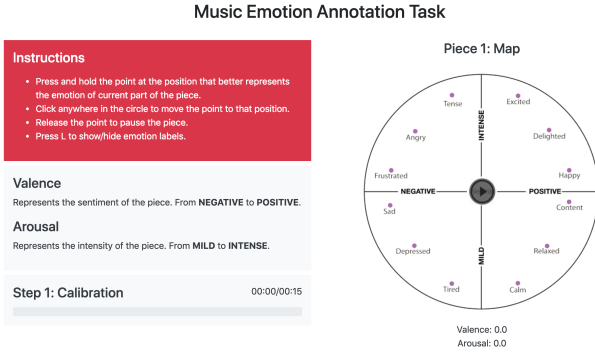 Music Emotion Annotation Task
Instructions
Press and hold the point at the position that better represents
the emotion of current part of the piece.
Click anywhere in the circle to move the point to that position.
Release the point to pause the piece.
Press L to show/hide emotion labels.
Valence
Represents the sentiment of the piece. From NEGATIVE to POSITIVE.
Arousal
Represents the intensity of the piece. From MILD to INTENSE.
Step 1: Calibration
00:00/00:15
Piece 1: Map
Tense
Excited
INTENSE
Angry
Delighted
Frustrated
Happy
NEGATIVE
POSITIVE
Sad
Content
Depressed
Relaxed
MILD
Tired
Calm
Valence: 0.0
Arousal: 0.0